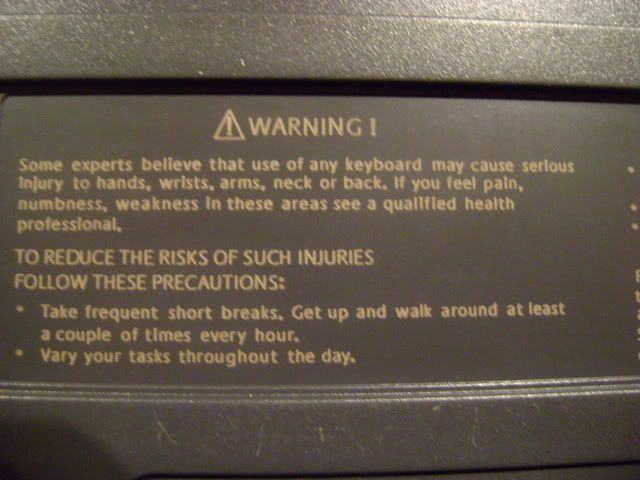 WARNING !
Some experts believe that use of any keyboard may cause serious
injury to hands, wrists, arms, neck or back. If you feel pain,
numbness, weakness in these areas see a qualified health
professional.
TO REDUCE THE RISKS OF SUCH INJURIES
FOLLOW THESE PRECAUTIONS:
• Take frequent short breaks. Get up and walk around at least
a couple of times every hour.
• Vary your tasks throughout the day.